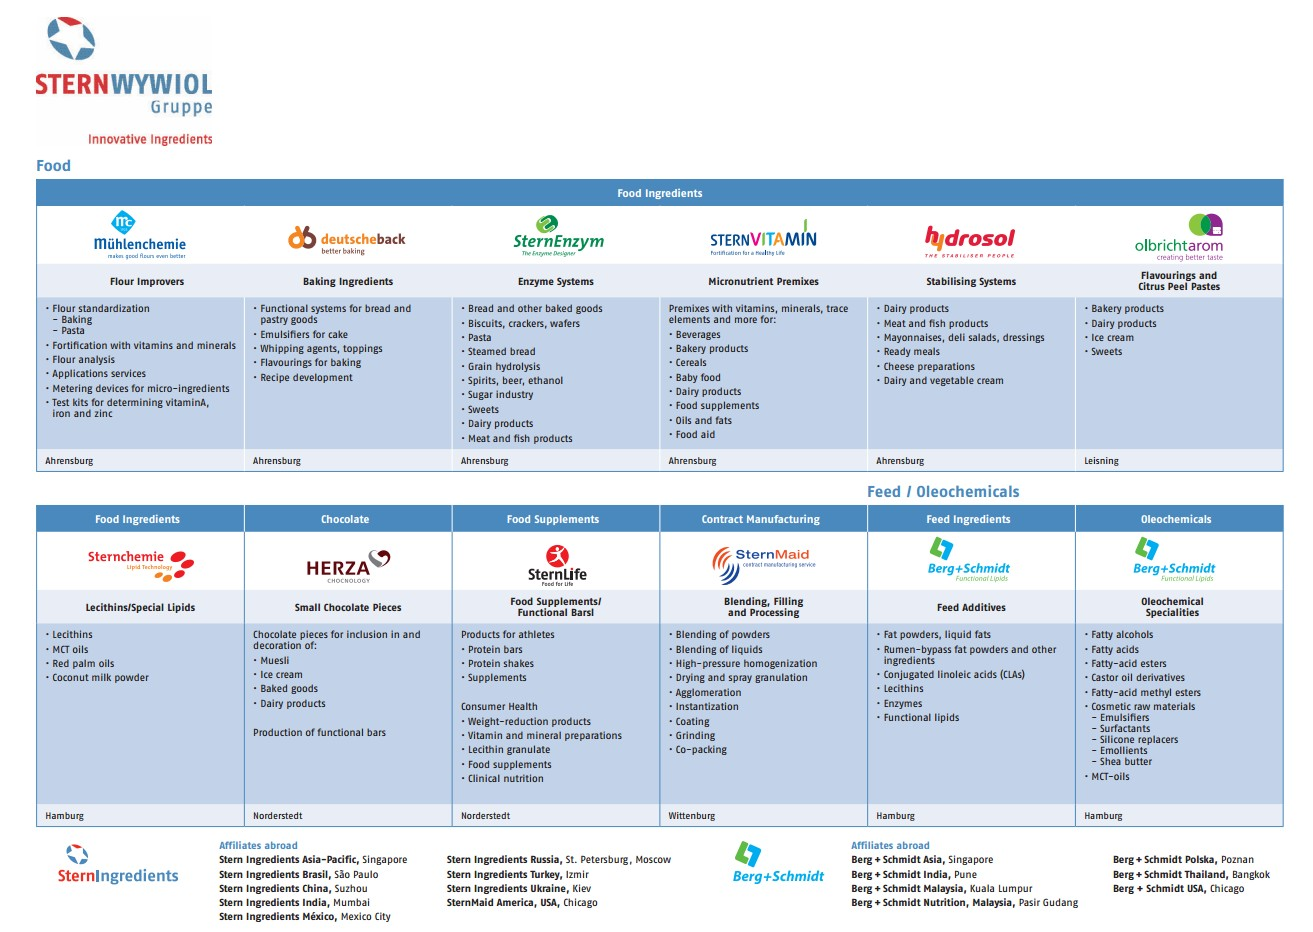 STERNWYWIOL
Gruppe
Innovative Ingredients
Food
Food Ingredients
mc
Mühlenchemie
makes good flours even better
deutscheback
better baking
SternEnzym
The Enzyme Designer
STERNVITAMIN
Fortification for a Healthy Life
hydrosol
THE STABILISER PEOPLE
olbrichtarom
creating better taste
Flour Improvers
Baking Ingredients
Enzyme Systems
Micronutrient Premixes
Stabilising Systems
Flavourings and
Citrus Peel Pastes
• Flour standardization
– Baking
– Pasta
• Fortification with vitamins and minerals
• Flour analysis
• Applications services
• Metering devices for micro-ingredients
• Test kits for determining vitaminA,
iron and zinc
• Functional systems for bread and
pastry goods
• Emulsifiers for cake
• Whipping agents, toppings
• Flavourings for baking
• Recipe development
• Bread and other baked goods
• Biscuits, crackers, wafers
• Pasta
• Steamed bread
• Grain hydrolysis
• Spirits, beer, ethanol
• Sugar industry
• Sweets
• Dairy products
• Meat and fish products
Premixes with vitamins, minerals, trace
elements and more for:
• Beverages
• Bakery products
• Cereals
• Baby food
• Dairy products
• Food supplements
• Oils and fats
• Food aid
• Dairy products
• Meat and fish products
• Mayonnaises, deli salads, dressings
• Ready meals
• Cheese preparations
• Dairy and vegetable cream
• Bakery products
• Dairy products
• Ice cream
• Sweets
Ahrensburg
Ahrensburg
Ahrensburg
Ahrensburg
Ahrensburg
Leisning
Feed / Oleochemicals
Food Ingredients
Chocolate
Food Supplements
Contract Manufacturing
Feed Ingredients
Oleochemicals
Sternchemie
Lipid Technology
HERZA
CHOCNOLOGY
SternLife
Food for Life
SternMaid
contract manufacturing service
Berg+Schmidt
Functional Lipids
Berg+Schmidt
Functional Lipids
Lecithins/Special Lipids
Small Chocolate Pieces
Food Supplements/
Functional Barsl
Blending, Filling
and Processing
Feed Additives
Oleochemical
Specialities
• Lecithins
• MCT oils
• Red palm oils
• Coconut milk powder
Chocolate pieces for inclusion in and
decoration of:
• Muesli
• Ice cream
• Baked goods
• Dairy products
Production of functional bars
Products for athletes
• Protein bars
• Protein shakes
• Supplements
Consumer Health
• Weight-reduction products
• Vitamin and mineral preparations
• Lecithin granulate
• Food supplements
• Clinical nutrition
• Blending of powders
• Blending of liquids
• High-pressure homogenization
• Drying and spray granulation
• Agglomeration
• Instantization
• Coating
• Grinding
• Co-packing
• Fat powders, liquid fats
• Rumen-bypass fat powders and other
ingredients
• Conjugated linoleic acids (CLAs)
• Lecithins
• Enzymes
• Functional lipids
• Fatty alcohols
• Fatty acids
• Fatty-acid esters
• Castor oil derivatives
• Fatty-acid methyl esters
• Cosmetic raw materials
– Emulsifiers
– Surfactants
– Silicone replacers
– Emollients
– Shea butter
• MCT-oils
Hamburg
Norderstedt
Norderstedt
Wittenburg
Hamburg
Hamburg
SternIngredients
Affiliates abroad
Stern Ingredients Asia-Pacific, Singapore
Stern Ingredients Brasil, São Paulo
Stern Ingredients China, Suzhou
Stern Ingredients India, Mumbai
Stern Ingredients México, Mexico City
Stern Ingredients Russia, St. Petersburg, Moscow
Stern Ingredients Turkey, Izmir
Stern Ingredients Ukraine, Kiev
SternMaid America, USA, Chicago
Berg+Schmidt
Affiliates abroad
Berg + Schmidt Asia, Singapore
Berg + Schmidt India, Pune
Berg + Schmidt Malaysia, Kuala Lumpur
Berg + Schmidt Nutrition, Malaysia, Pasir Gudang
Berg + Schmidt Polska, Poznan
Berg + Schmidt Thailand, Bangkok
Berg + Schmidt USA, Chicago